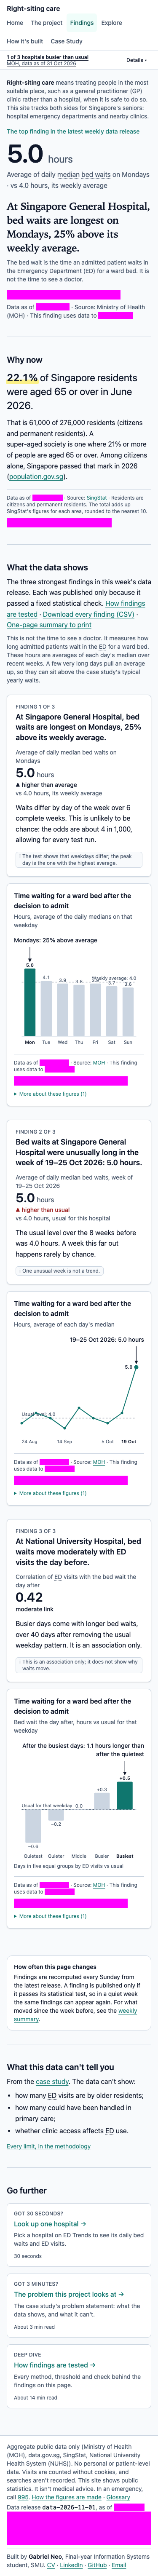 Right-siting care
Home The project Findings Explore
How it's built Case Study
1 of 3 hospitals busier than usual
MOH, data as of 31 Oct 2026
Details
Right-siting care means treating people in the most
suitable place, such as a general practitioner (GP)
clinic rather than a hospital, when it is safe to do so.
This site tracks both sides for Singapore's seniors:
hospital emergency departments and nearby clinics.
The top finding in the latest weekly data release
5.0 hours
Average of daily median bed waits on Mondays
· vs 4.0 hours, its weekly average
At Singapore General Hospital,
bed waits are longest on
Mondays, 25% above its
weekly average.
The bed wait is the time an admitted patient waits in
the Emergency Department (ED) for a ward bed. It is
not the time to see a doctor.
Data as of
· Source: Ministry of Health
(MOH) · This finding uses data to
Why now
22.1% of Singapore residents
were aged 65 or over in June
2026.
That is 61,000 of 276,000 residents (citizens
and permanent residents). A
super-aged society is one where 21% or more
of people are aged 65 or over. Among citizens
alone, Singapore passed that mark in 2026
(population.gov.sg).
Data as of
· Source: SingStat · Residents are
citizens and permanent residents. The total adds up
SingStat's figures for each age, rounded to the nearest 10.
What the data shows
The three strongest findings in this week's data
release. Each was published only because it
passed a fixed statistical check. How findings
are tested · Download every finding (CSV) ·
One-page summary to print
This is not the time to see a doctor. It measures how
long admitted patients wait in the ED for a ward bed.
These hours are averages of each day's median over a
week or weekday. A few very long days pull an average
up, so they can sit above the case study's typical
yearly waits.
FINDING 1 OF 3
At Singapore General Hospital, bed
waits are longest on Mondays, 25%
above its weekly average.
Average of daily median bed waits on
Mondays
5.0 hours
▲ higher than average
vs 4.0 hours, its weekly average
Waits differ by day of the week over 6
complete weeks. This is unlikely to be
chance: the odds are about 4 in 1,000,
allowing for every test run.
The test shows that weekdays differ; the peak
day is the one with the highest average.
Time waiting for a ward bed after the
decision to admit
Hours, average of the daily medians on that
weekday
Mondays: 25% above average
5.0
4.1
3.9
3.8
Weekly average: 4.0
3.7
3.6
Mon Tue Wed Thu Fri Sat Sun
Data as of
· Source: MOH · This finding
uses data to
▸ More about these figures (1)
FINDING 2 OF 3
Bed waits at Singapore General
Hospital were unusually long in the
week of 19–25 Oct 2026: 5.0 hours.
Average of daily median bed waits, week of
19–25 Oct 2026
5.0 hours
▲ higher than usual
vs 4.0 hours, usual for this hospital
The usual level over the 8 weeks before
was 4.0 hours. A week this far out
happens rarely by chance.
One unusual week is not a trend.
Time waiting for a ward bed after the
decision to admit
Hours, average of each day's median
19–25 Oct 2026: 5.0 hours
5.0
Usual level: 4.0
24 Aug 14 Sep 5 Oct 19 Oct
Data as of
· Source: MOH · This finding
uses data to
▸ More about these figures (1)
FINDING 3 OF 3
At National University Hospital, bed
waits move moderately with ED
visits the day before.
Correlation of ED visits with the bed wait the
day after
0.42
moderate link
Busier days come with longer bed waits,
over 40 days after removing the usual
weekday pattern. It is an association only.
This is an association only; it does not show why
waits move.
Time waiting for a ward bed after the
decision to admit
Bed wait the day after, hours vs usual for that
weekday
After the busiest days: 1.1 hours longer than
after the quietest
+0.5
+0.3
Usual for that weekday 0.0
−0.2
−0.6
Quietest Quieter Middle Busier Busiest
Days in five equal groups by ED visits vs usual
Data as of
· Source: MOH · This finding
uses data to
▸ More about these figures (1)
How often this page changes
Findings are recomputed every Sunday from
the latest release. A finding is published only if
it passes its statistical test, so in a quiet week
the same findings can appear again. For what
moved since the week before, see the weekly
summary.
What this data can't tell you
From the case study. The data can't show:
• how many ED visits are by older residents;
• how many could have been handled in
primary care;
• whether clinic access affects ED use.
Every limit, in the methodology
Go further
GOT 30 SECONDS?
Look up one hospital →
Pick a hospital on ED Trends to see its daily bed
waits and ED visits.
30 seconds
GOT 3 MINUTES?
The problem this project looks at →
The case study's problem statement: what the
data shows, and what it can't.
About 3 min read
DEEP DIVE
How findings are tested →
Every method, threshold and check behind the
findings on this page.
About 14 min read
Aggregate public data only (Ministry of Health
(MOH), data.gov.sg, SingStat, National University
Health System (NUHS)). No personal or patient-level
data. Visits are counted without cookies, and
searches aren't recorded. This site shows public
statistics. It isn't medical advice. In an emergency,
call 995. How the figures are made · Glossary
Data release data-2026-11-01, as of
Built by Gabriel Neo, Final-year Information Systems
student, SMU. CV · LinkedIn · GitHub · Email